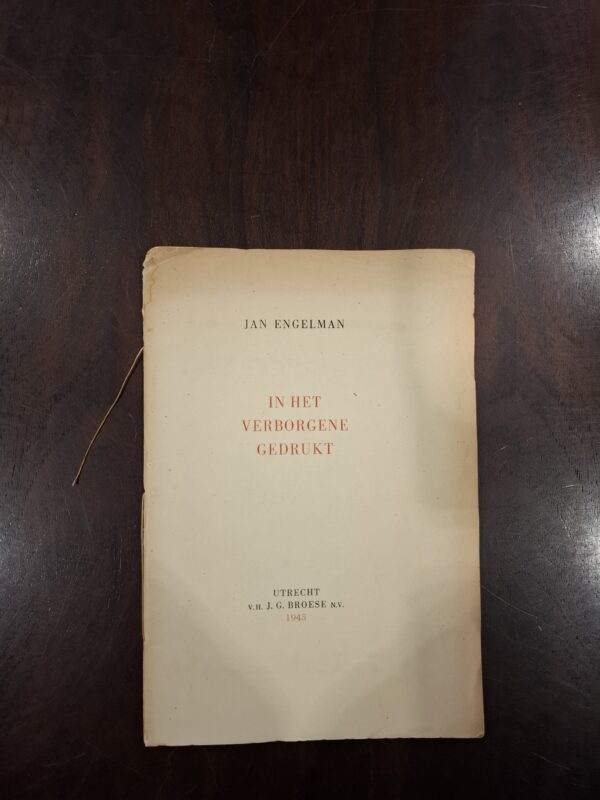 JAN ENGELMAN
IN HET
VERBORGENE
GEDRUKT
UTRECHT
V.H. J. G. BROESE N.V.
1945